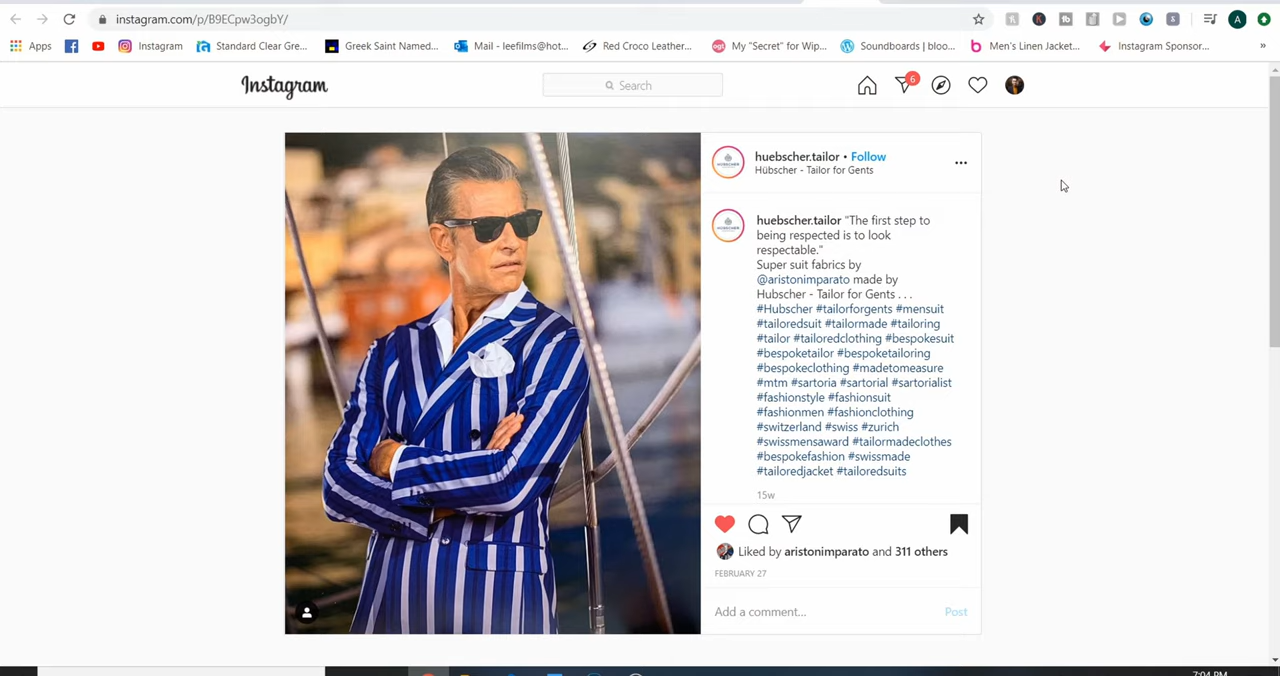 instagram.com/p/B9ECpw3ogbY/
Apps Instagram Standard Clear Gre... Greek Saint Named... Mail - leefilms@hot... Red Croco Leather... My "Secret" for Wip... Soundboards | bloo... Men's Linen Jacket... Instagram Sponsor... »
Instagram
Search
6
A
huebscher.tailor • Follow
Hübscher - Tailor for Gents
huebscher.tailor "The first step to
being respected is to look
respectable."
Super suit fabrics by
@aristonimparato made by
Hubscher - Tailor for Gents . . .
#Hubscher #tailorforgents #mensuit
#tailoredsuit #tailormade #tailoring
#tailor #tailoredclothing #bespokesuit
#bespoketailor #bespoketailoring
#bespokeclothing #madetomeasure
#mtm #sartoria #sartorial #sartorialist
#fashionstyle #fashionsuit
#fashionmen #fashionclothing
#switzerland #swiss #zurich
#swissmensaward #tailormadeclothes
#bespokefashion #swissmade
#tailoredjacket #tailoredsuits
15w
Liked by aristonimparato and 311 others
FEBRUARY 27
Add a comment... Post
7:04 PM